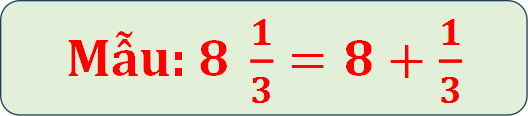 Mẫu: 8 1/3 = 8 + 1/3